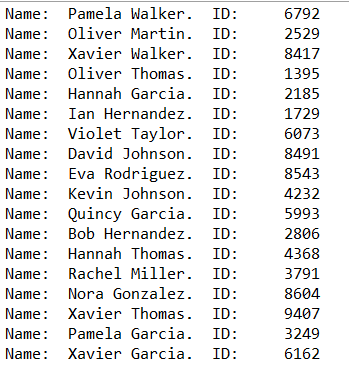 Name:  Pamela Walker.  ID:     6792
Name:  Oliver Martin.  ID:     2529
Name:  Xavier Walker.  ID:     8417
Name:  Oliver Thomas.  ID:     1395
Name:  Hannah Garcia.  ID:     2185
Name:  Ian Hernandez.  ID:     1729
Name:  Violet Taylor.  ID:     6073
Name:  David Johnson.  ID:     8491
Name:  Eva Rodriguez.  ID:     8543
Name:  Kevin Johnson.  ID:     4232
Name:  Quincy Garcia.  ID:     5993
Name:  Bob Hernandez.  ID:     2806
Name:  Hannah Thomas.  ID:     4368
Name:  Rachel Miller.  ID:     3791
Name:  Nora Gonzalez.  ID:     8604
Name:  Xavier Thomas.  ID:     9407
Name:  Pamela Garcia.  ID:     3249
Name:  Xavier Garcia.  ID:     6162